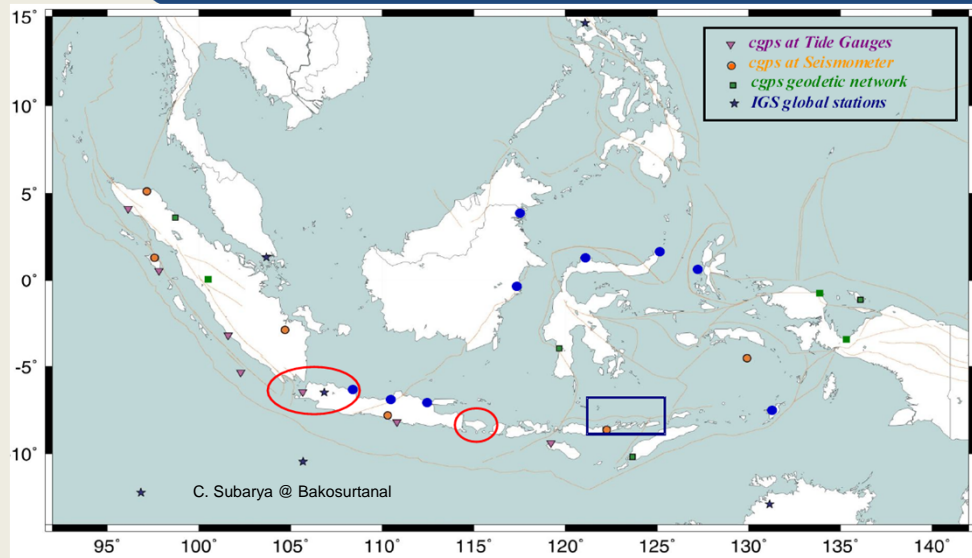 15˚
cgps at Tide Gauges
cgps at Seismometer
cgps geodetic network
IGS global stations
10˚
5˚
0˚
-5˚
10˚
C. Subarya @ Bakosurtanal
95˚ 100˚ 105˚ 110˚ 115˚ 120˚ 125˚ 130˚ 135˚ 140˚